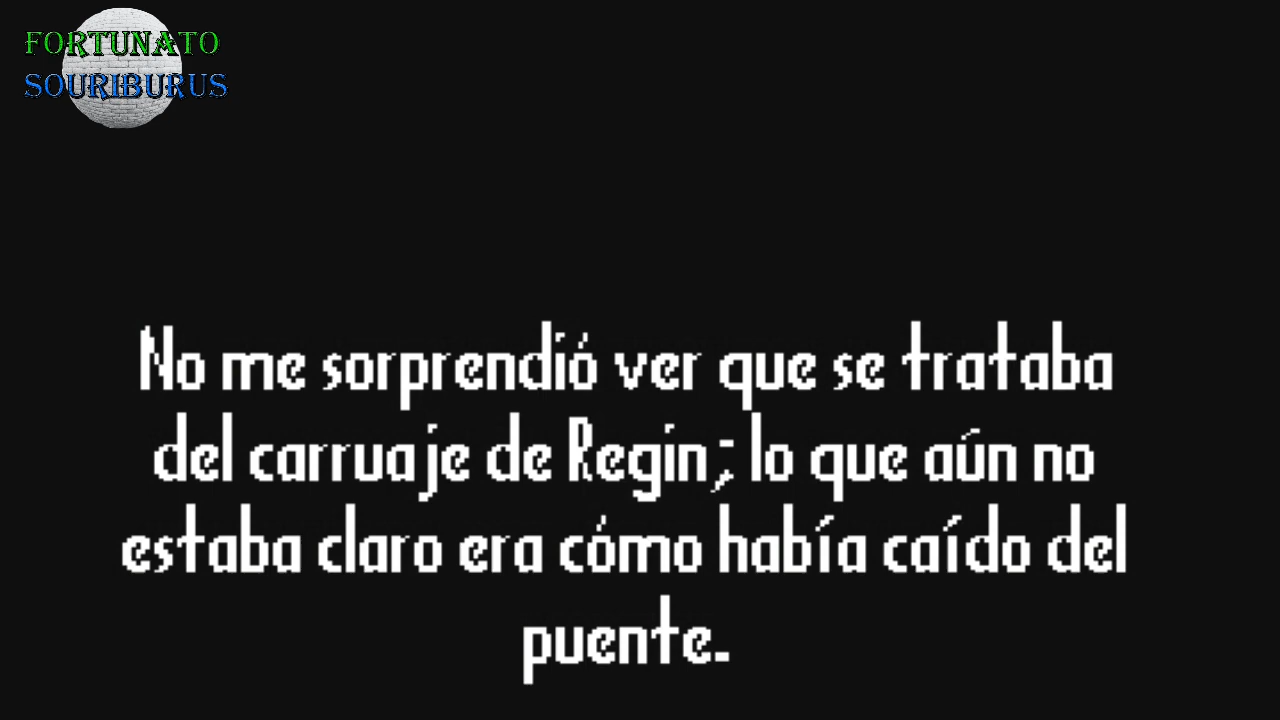 FORTUNATO
SOURIBURUS
No me sorprendió ver que se trataba
del carruaje de Regin; lo que aún no
estaba claro era cómo había caído del
puente.